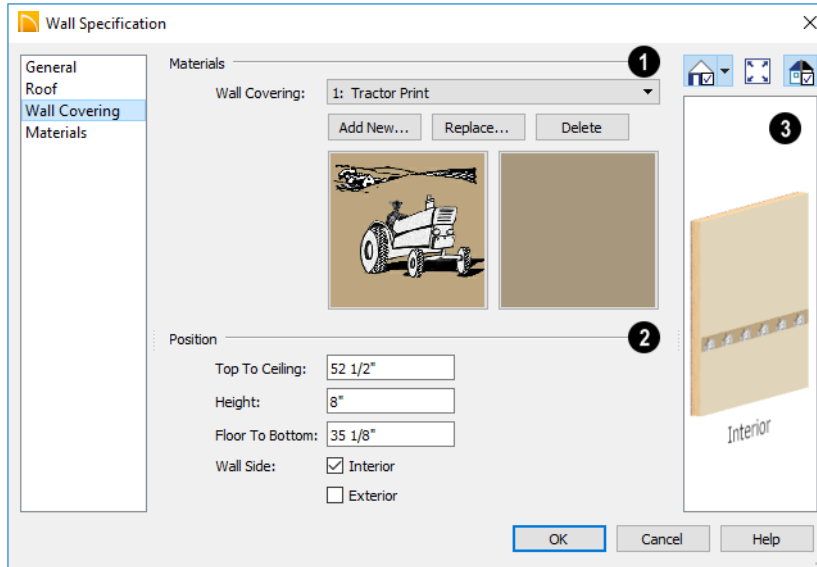 Wall Specification
General
Roof
Wall Covering
Materials
Materials
1
Wall Covering:
1: Tractor Print
Add New...
Replace...
Delete
Position
2
Top To Ceiling:
52 1/2"
Height:
8"
Floor To Bottom:
35 1/8"
Wall Side:
Interior
Exterior
3
Interior
OK
Cancel
Help